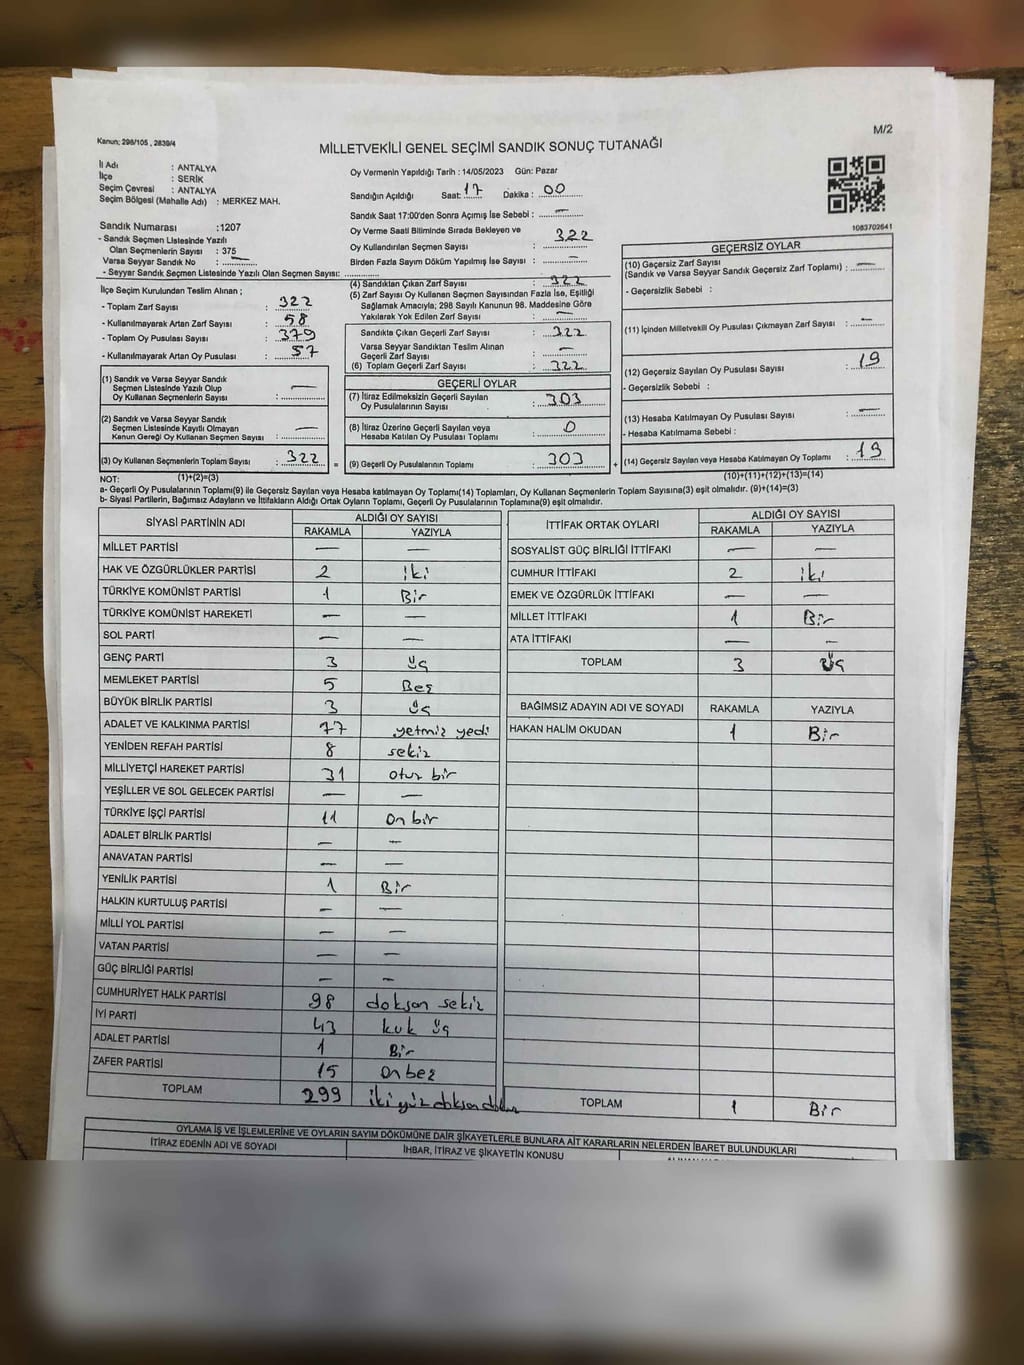 Kanun; 298/105 , 2839/4
M/2
MİLLETVEKİLİ GENEL SEÇİMİ SANDIK SONUÇ TUTANAĞI
İl Adı : ANTALYA
İlçe : SERİK
Seçim Çevresi : ANTALYA
Seçim Bölgesi (Mahalle Adı) : MERKEZ MAH.
Oy Vermenin Yapıldığı Tarih : 14/05/2023 Gün: Pazar
Sandığın Açıldığı Saat: 17 Dakika : 00
Sandık Saat 17:00'den Sonra Açımış İse Sebebi : —
Oy Verme Saati Bitiminde Sırada Bekleyen ve
Oy Kullandırılan Seçmen Sayısı : 322
Birden Fazla Sayım Döküm Yapılmış İse Sayısı : —
1083702641
Sandık Numarası :1207
- Sandık Seçmen Listesinde Yazılı
Olan Seçmenlerin Sayısı : 375
Varsa Seyyar Sandık No : —
- Seyyar Sandık Seçmen Listesinde Yazılı Olan Seçmen Sayısı:
İlçe Seçim Kurulundan Teslim Alınan ;
- Toplam Zarf Sayısı : 322
- Kullanılmayarak Artan Zarf Sayısı : 58
- Toplam Oy Pusulası Sayısı : 379
- Kullanılmayarak Artan Oy Pusulası : 57
(1) Sandık ve Varsa Seyyar Sandık
Seçmen Listesinde Yazılı Olup
Oy Kullanan Seçmenlerin Sayısı : —
(2) Sandık ve Varsa Seyyar Sandık
Seçmen Listesinde Kayıtlı Olmayan
Kanun Gereği Oy Kullanan Seçmen Sayısı : —
(3) Oy Kullanan Seçmenlerin Toplam Sayısı : 322 =
(1)+(2)=(3)
(4) Sandıktan Çıkan Zarf Sayısı : 322
(5) Zarf Sayısı Oy Kullanan Seçmen Sayısından Fazla İse, Eşitliği
Sağlamak Amacıyla; 298 Sayılı Kanunun 98. Maddesine Göre
Yakılarak Yok Edilen Zarf Sayısı : —
Sandıkta Çıkan Geçerli Zarf Sayısı : 322
Varsa Seyyar Sandıktan Teslim Alınan
Geçerli Zarf Sayısı : —
(6) Toplam Geçerli Zarf Sayısı : 322
GEÇERLİ OYLAR
(7) İtiraz Edilmeksizin Geçerli Sayılan
Oy Pusulalarının Sayısı : 303
(8) İtiraz Üzerine Geçerli Sayılan veya
Hesaba Katılan Oy Pusulası Toplamı : 0
(9) Geçerli Oy Pusulalarının Toplamı : 303 +
GEÇERSİZ OYLAR
(10) Geçersiz Zarf Sayısı
(Sandık ve Varsa Seyyar Sandık Geçersiz Zarf Toplamı) : —
- Geçersizlik Sebebi :
(11) İçinden Milletvekili Oy Pusulası Çıkmayan Zarf Sayısı : —
(12) Geçersiz Sayılan Oy Pusulası Sayısı : 19
- Geçersizlik Sebebi :
(13) Hesaba Katılmayan Oy Pusulası Sayısı : —
- Hesaba Katılmama Sebebi :
(14) Geçersiz Sayılan veya Hesaba Katılmayan Oy Toplamı : 19
(10)+(11)+(12)+(13)=(14)
NOT:
a- Geçerli Oy Pusulalarının Toplamı(9) ile Geçersiz Sayılan veya Hesaba katılmayan Oy Toplamı(14) Toplamları, Oy Kullanan Seçmenlerin Toplam Sayısına(3) eşit olmalıdır. (9)+(14)=(3)
b- Siyasi Partilerin, Bağımsız Adayların ve İttifakların Aldığı Ortak Oyların Toplamı, Geçerli Oy Pusulalarının Toplamına(9) eşit olmalıdır.
SİYASİ PARTİNİN ADI ALDIĞI OY SAYISI
RAKAMLA YAZIYLA
MİLLET PARTİSİ — —
HAK VE ÖZGÜRLÜKLER PARTİSİ 2 iki
TÜRKİYE KOMÜNİST PARTİSİ 1 Bir
TÜRKİYE KOMÜNİST HAREKETİ — —
SOL PARTİ — —
GENÇ PARTİ 3 üç
MEMLEKET PARTİSİ 5 Beş
BÜYÜK BİRLİK PARTİSİ 3 üç
ADALET VE KALKINMA PARTİSİ 77 yetmiz yedi
YENİDEN REFAH PARTİSİ 8 sekiz
MİLLİYETÇİ HAREKET PARTİSİ 31 otuz bir
YEŞİLLER VE SOL GELECEK PARTİSİ — —
TÜRKİYE İŞÇİ PARTİSİ 11 on bir
ADALET BİRLİK PARTİSİ — —
ANAVATAN PARTİSİ — —
YENİLİK PARTİSİ 1 Bir
HALKIN KURTULUŞ PARTİSİ — —
MİLLİ YOL PARTİSİ — —
VATAN PARTİSİ — —
GÜÇ BİRLİĞİ PARTİSİ — —
CUMHURİYET HALK PARTİSİ 98 doksan sekiz
İYİ PARTİ 43 kırk üç
ADALET PARTİSİ 1 Bir
ZAFER PARTİSİ 15 on beş
TOPLAM 299 iki yüz doksan dokuz
İTTİFAK ORTAK OYLARI ALDIĞI OY SAYISI
RAKAMLA YAZIYLA
SOSYALİST GÜÇ BİRLİĞİ İTTİFAKI — —
CUMHUR İTTİFAKI 2 iki
EMEK VE ÖZGÜRLÜK İTTİFAKI — —
MİLLET İTTİFAKI 1 Bir
ATA İTTİFAKI — —
TOPLAM 3 üç
BAĞIMSIZ ADAYIN ADI VE SOYADI RAKAMLA YAZIYLA
HAKAN HALİM OKUDAN 1 Bir
TOPLAM 1 Bir
OYLAMA İŞ VE İŞLEMLERİNE VE OYLARIN SAYIM DÖKÜMÜNE DAİR ŞİKAYETLERLE BUNLARA AİT KARARLARIN NELERDEN İBARET BULUNDUKLARI
İTİRAZ EDENİN ADI VE SOYADI İHBAR, İTİRAZ VE ŞİKAYETİN KONUSU